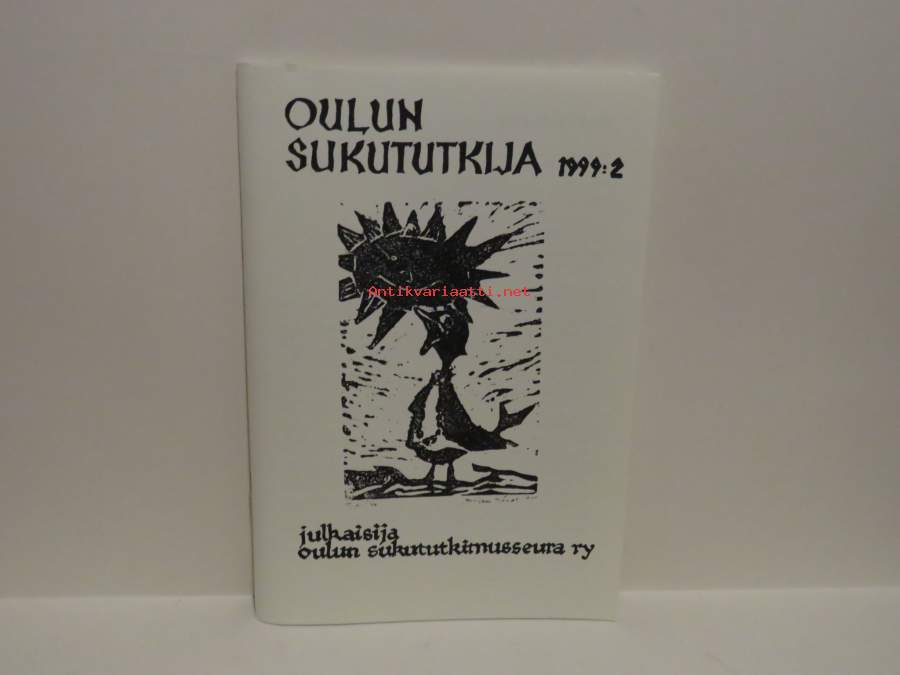 OULUN
SUKUTUTKIJA 1999:2
Antikvariaatti.net
julkaisija
oulun sukututkimusseura ry